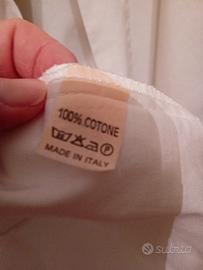 100% COTONE
P
MADE IN ITALY
subito